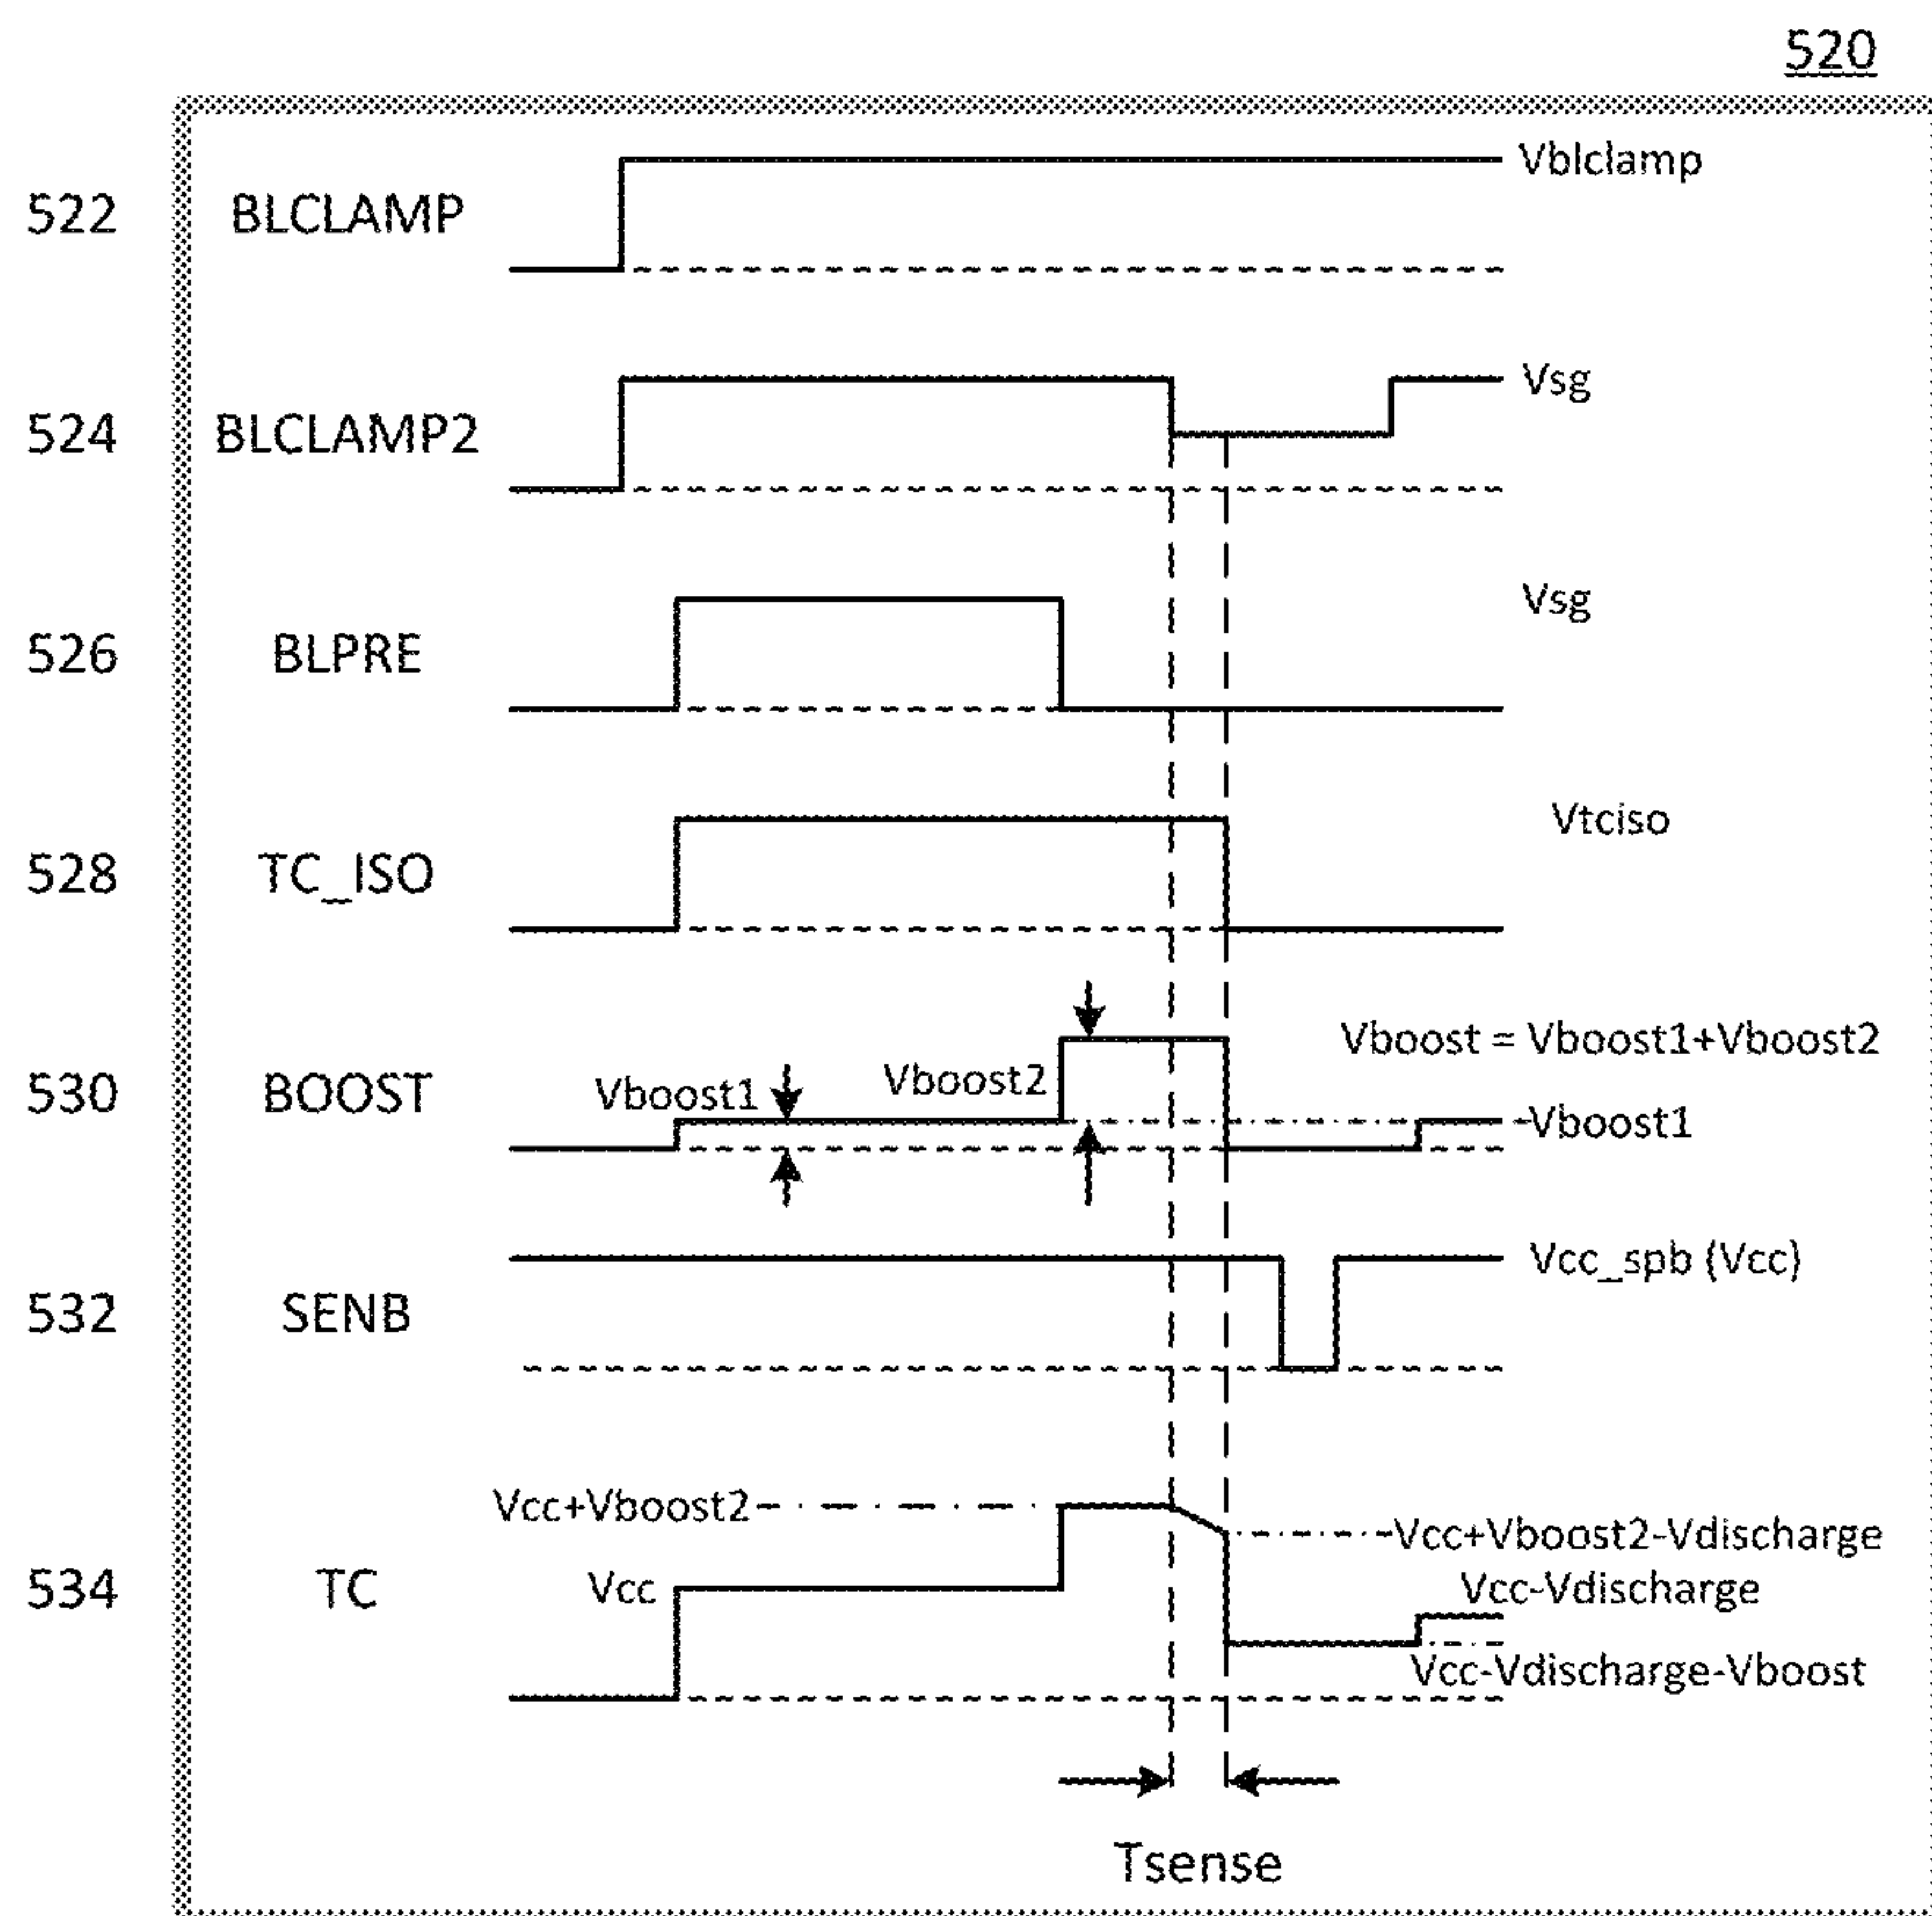 520
522 BLCLAMP Vblclamp
524 BLCLAMP2 Vsg
526 BLPRE Vsg
528 TC_ISO Vtciso
530 BOOST Vboost1 Vboost2 Vboost = Vboost1+Vboost2
Vboost1
532 SENB Vcc_spb (Vcc)
Vcc+Vboost2
Vcc+Vboost2-Vdischarge
534 TC Vcc Vcc-Vdischarge
Vcc-Vdischarge-Vboost
Tsense